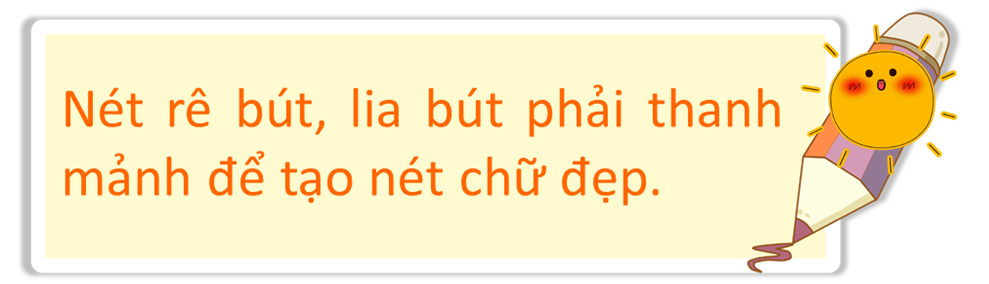 Nét rê bút, lia bút phải thanh
mảnh để tạo nét chữ đẹp.